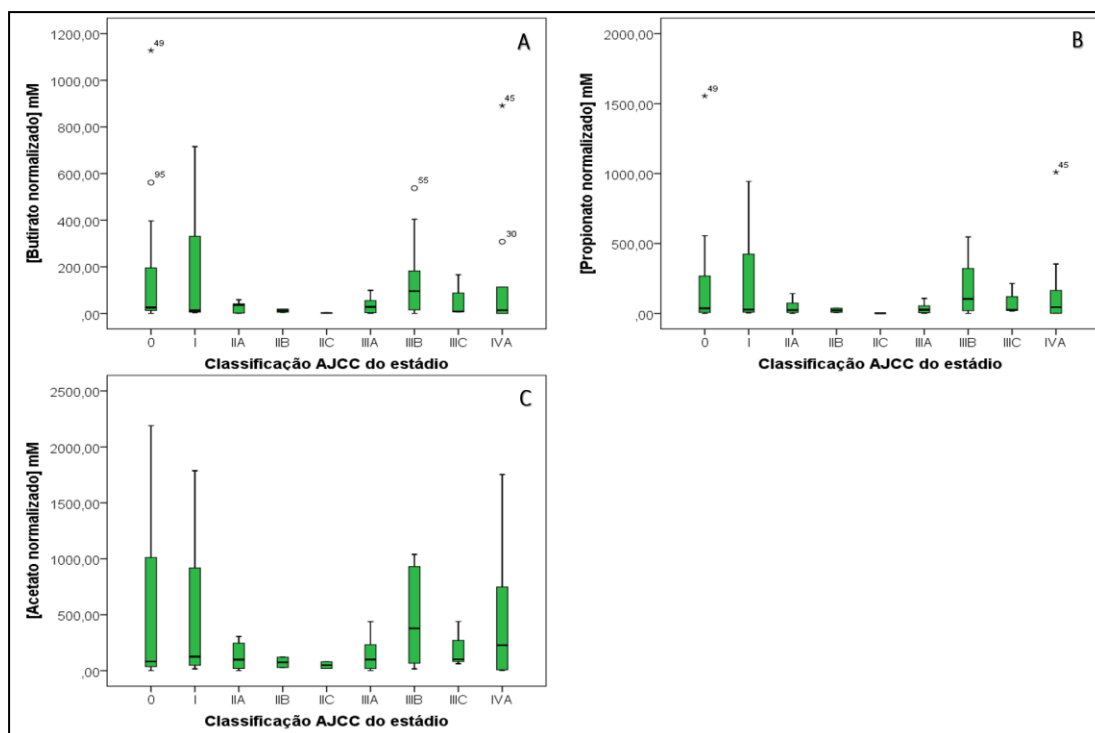 A
[Butirato normalizado] mM
1200,00
1000,00
800,00
600,00
400,00
200,00
,00
49
95
55
45
30
0 I IIA IIB IIC IIIA IIIB IIIC IVA
Classificação AJCC do estádio
B
[Propionato normalizado] mM
2000,00
1500,00
1000,00
500,00
,00
49
45
0 I IIA IIB IIC IIIA IIIB IIIC IVA
Classificação AJCC do estádio
C
[Acetato normalizado] mM
2500,00
2000,00
1500,00
1000,00
500,00
,00
0 I IIA IIB IIC IIIA IIIB IIIC IVA
Classificação AJCC do estádio